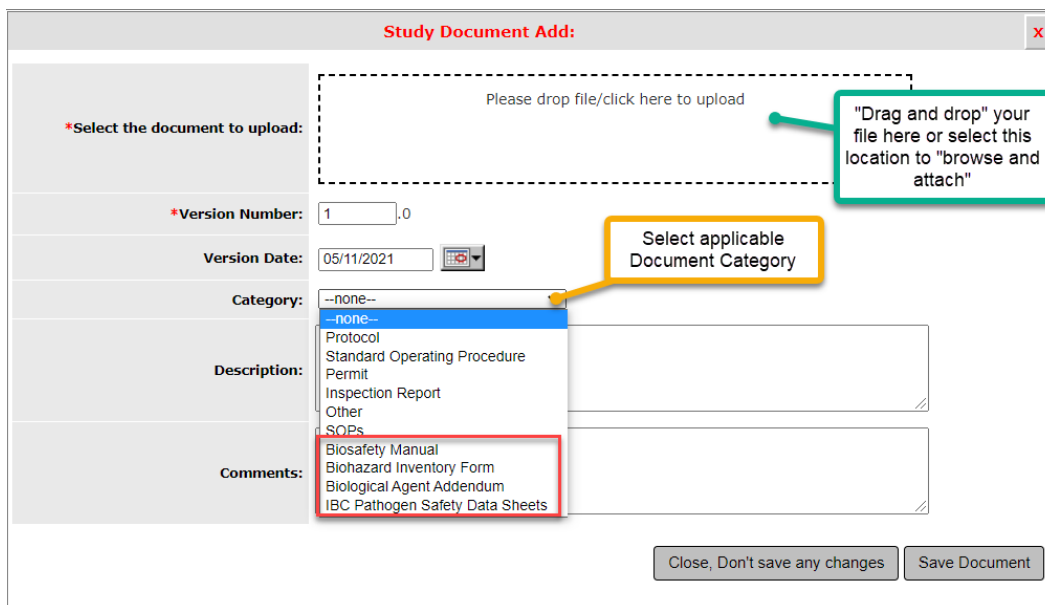 Study Document Add:
X
*Select the document to upload:
Please drop file/click here to upload
"Drag and drop" your
file here or select this
location to "browse and
attach"
*Version Number:
1 .0
Version Date:
05/11/2021
Select applicable
Document Category
Category:
--none--
--none--
Protocol
Standard Operating Procedure
Permit
Inspection Report
Other
SOPs
Biosafety Manual
Biohazard Inventory Form
Biological Agent Addendum
IBC Pathogen Safety Data Sheets
Description:
Comments:
Close, Don't save any changes
Save Document